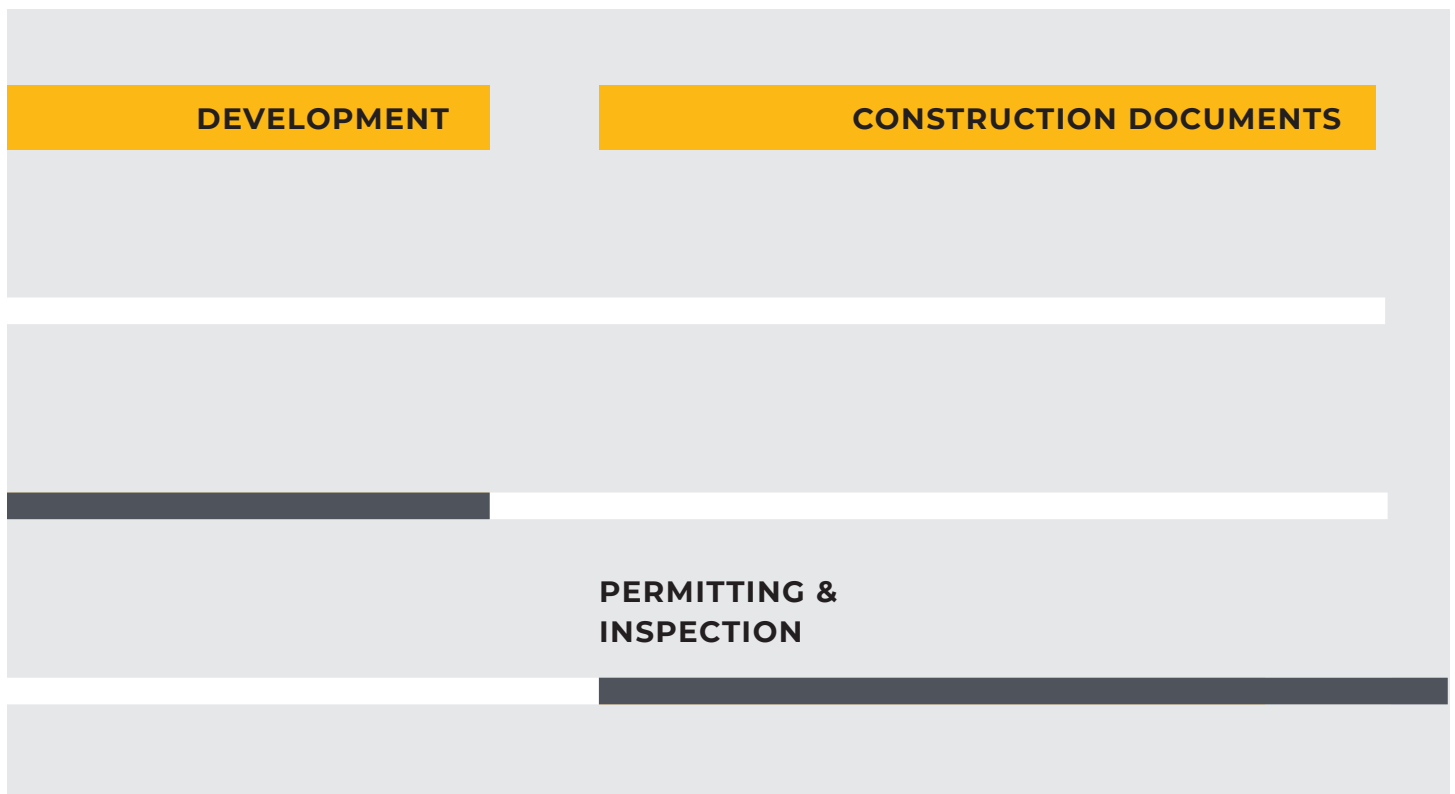 DEVELOPMENT
CONSTRUCTION DOCUMENTS
PERMITTING &
INSPECTION